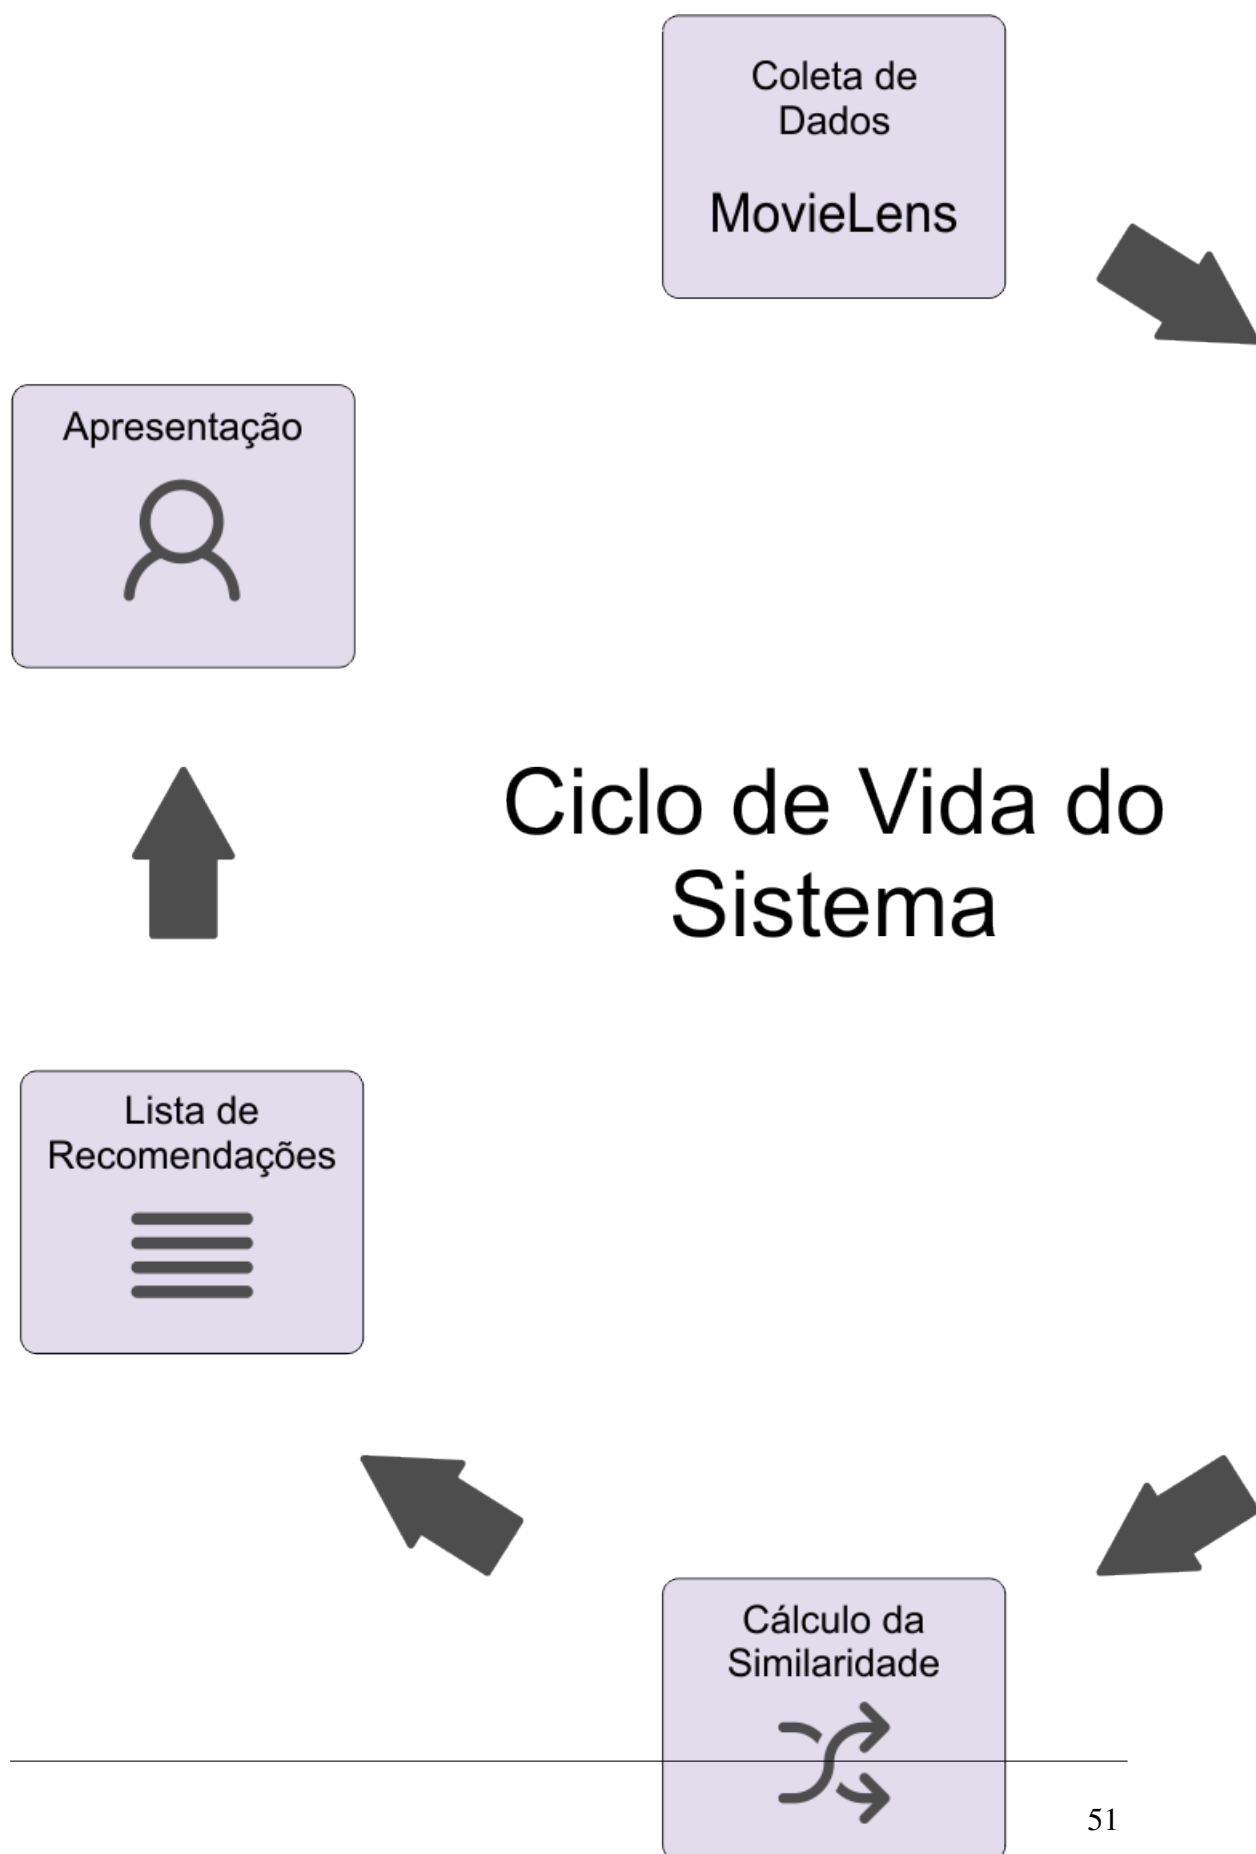 Coleta de
Dados
MovieLens
Apresentação
Ciclo de Vida do
Sistema
Lista de
Recomendações
Cálculo da
Similaridade
51